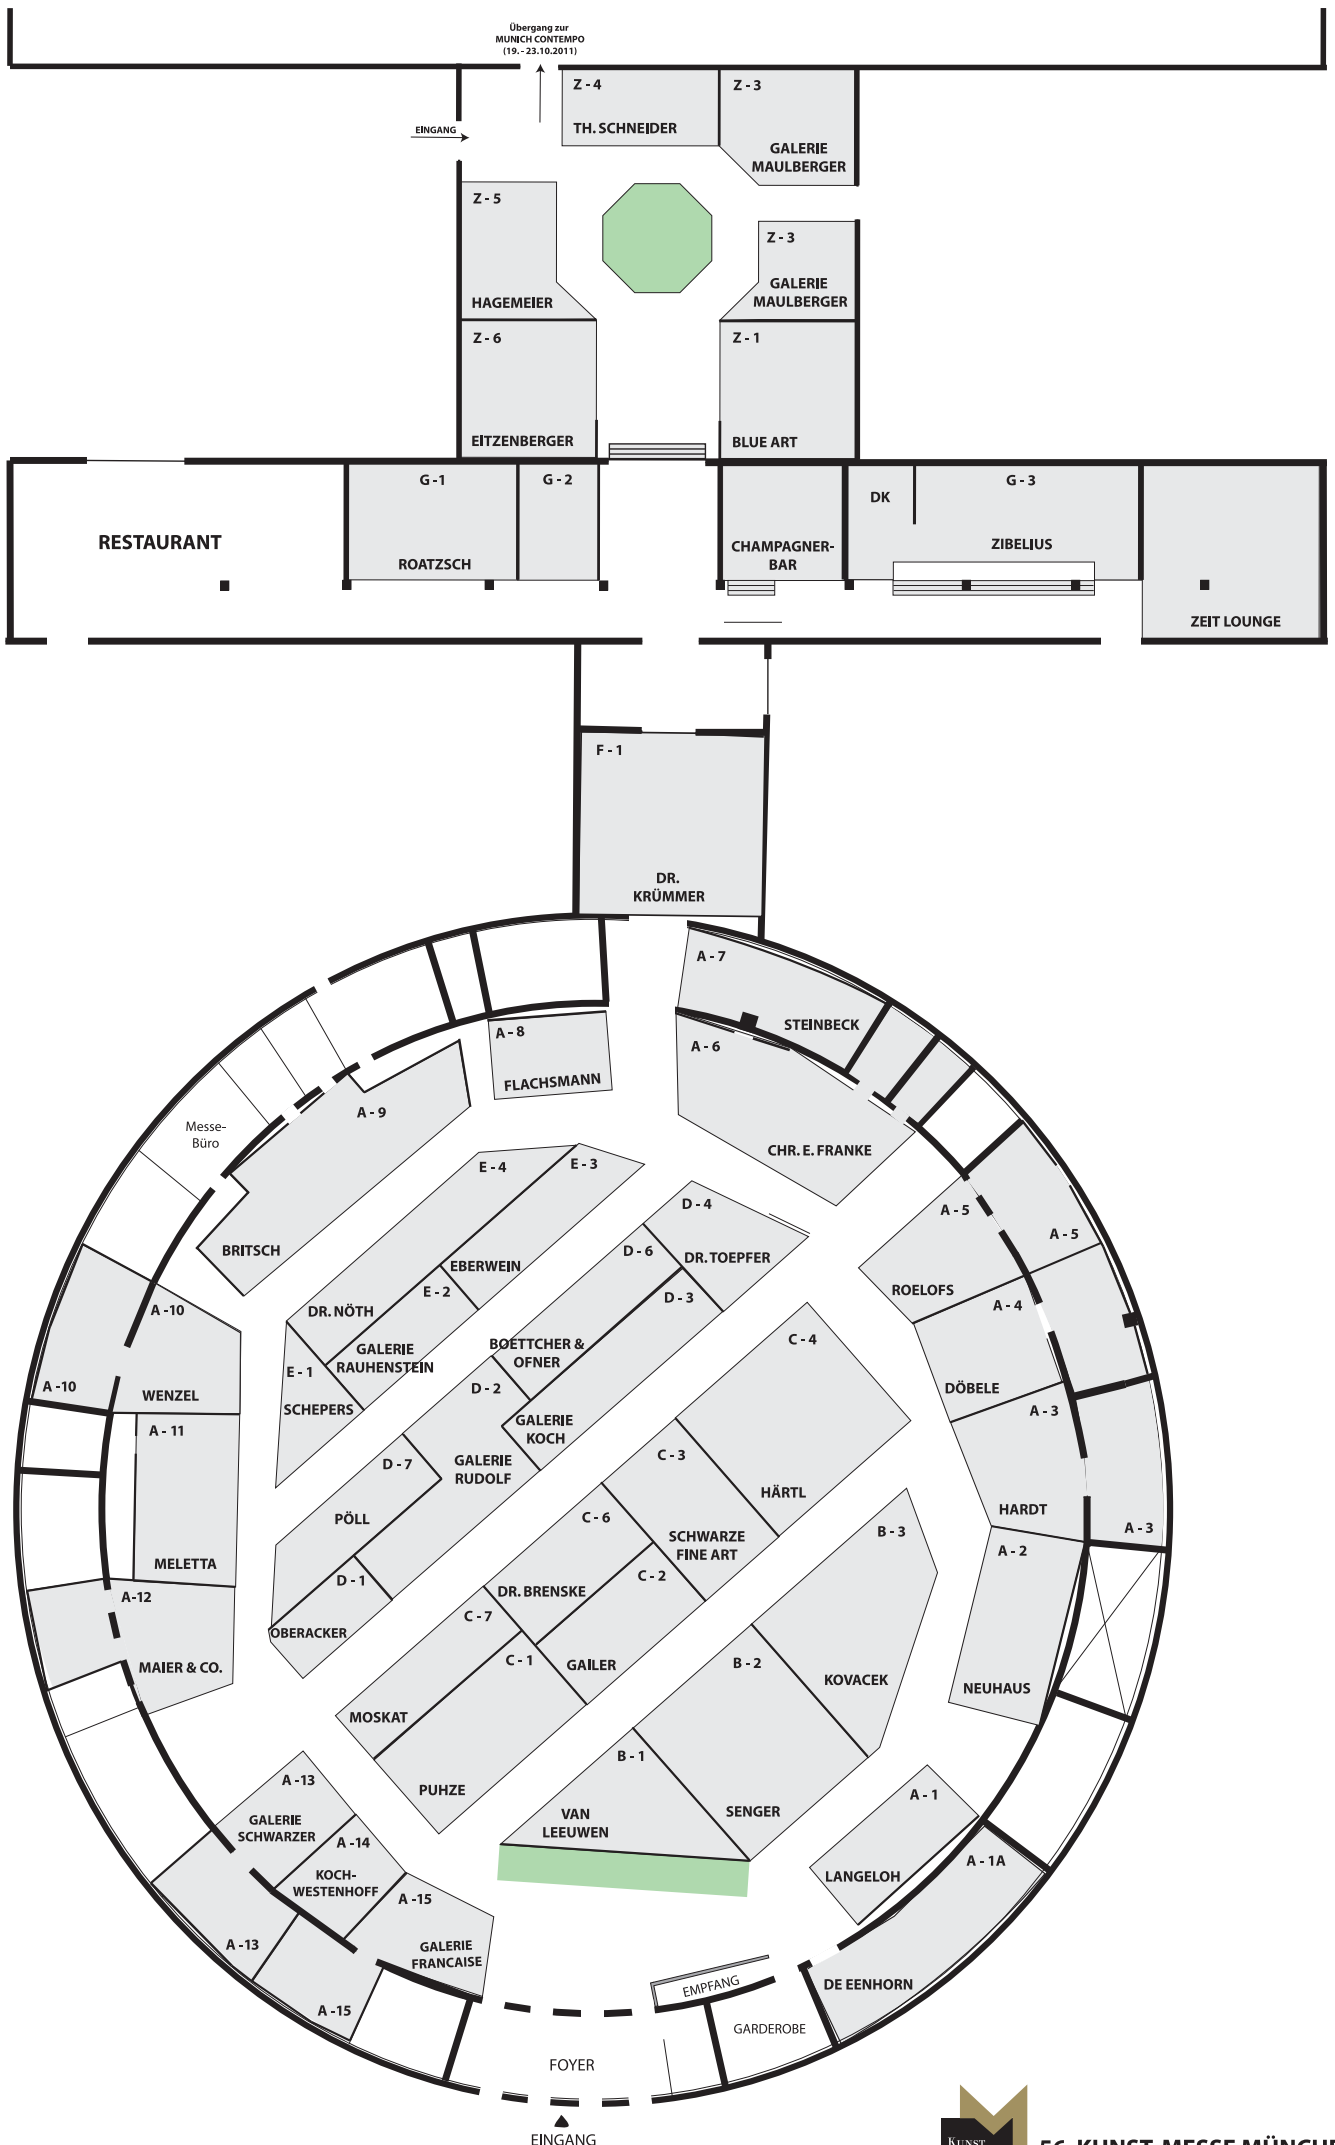 Übergang zur
MUNICH CONTEMPO
(19. - 23.10.2011)
EINGANG
Z - 4
TH. SCHNEIDER
Z - 3
GALERIE
MAULBERGER
Z - 5
HAGEMEIER
Z - 3
GALERIE
MAULBERGER
Z - 6
EITZENBERGER
Z - 1
BLUE ART
RESTAURANT
G - 1
ROATZSCH
G - 2
CHAMPAGNER-
BAR
DK
G - 3
ZIBELIUS
ZEIT LOUNGE
F - 1
DR.
KRÜMMER
A - 7
STEINBECK
A - 8
FLACHSMANN
A - 6
CHR. E. FRANKE
A - 9
BRITSCH
Messe-
Büro
E - 4
DR. NÖTH
E - 3
EBERWEIN
E - 2
GALERIE
RAUHENSTEIN
E - 1
SCHEPERS
D - 4
DR. TOEPFER
D - 6
BOETTCHER &
OFNER
D - 3
GALERIE
KOCH
D - 2
GALERIE
RUDOLF
D - 7
PÖLL
D - 1
OBERACKER
A - 5
ROELOFS
A - 5
A - 4
DÖBELE
A - 3
HARDT
A - 3
A - 2
NEUHAUS
A - 10
WENZEL
A - 10
A - 11
MELETTA
A -12
MAIER & CO.
C - 4
HÄRTL
C - 3
SCHWARZE
FINE ART
C - 6
DR. BRENSKE
C - 2
GAILER
C - 7
MOSKAT
C - 1
PUHZE
B - 3
KOVACEK
B - 2
SENGER
B - 1
VAN
LEEUWEN
A -13
GALERIE
SCHWARZER
A -14
KOCH-
WESTENHOFF
A -15
GALERIE
FRANCAISE
A -13
A -15
A - 1
LANGELOH
A - 1A
DE EENHORN
EMPFANG
GARDEROBE
FOYER
EINGANG
KUNST